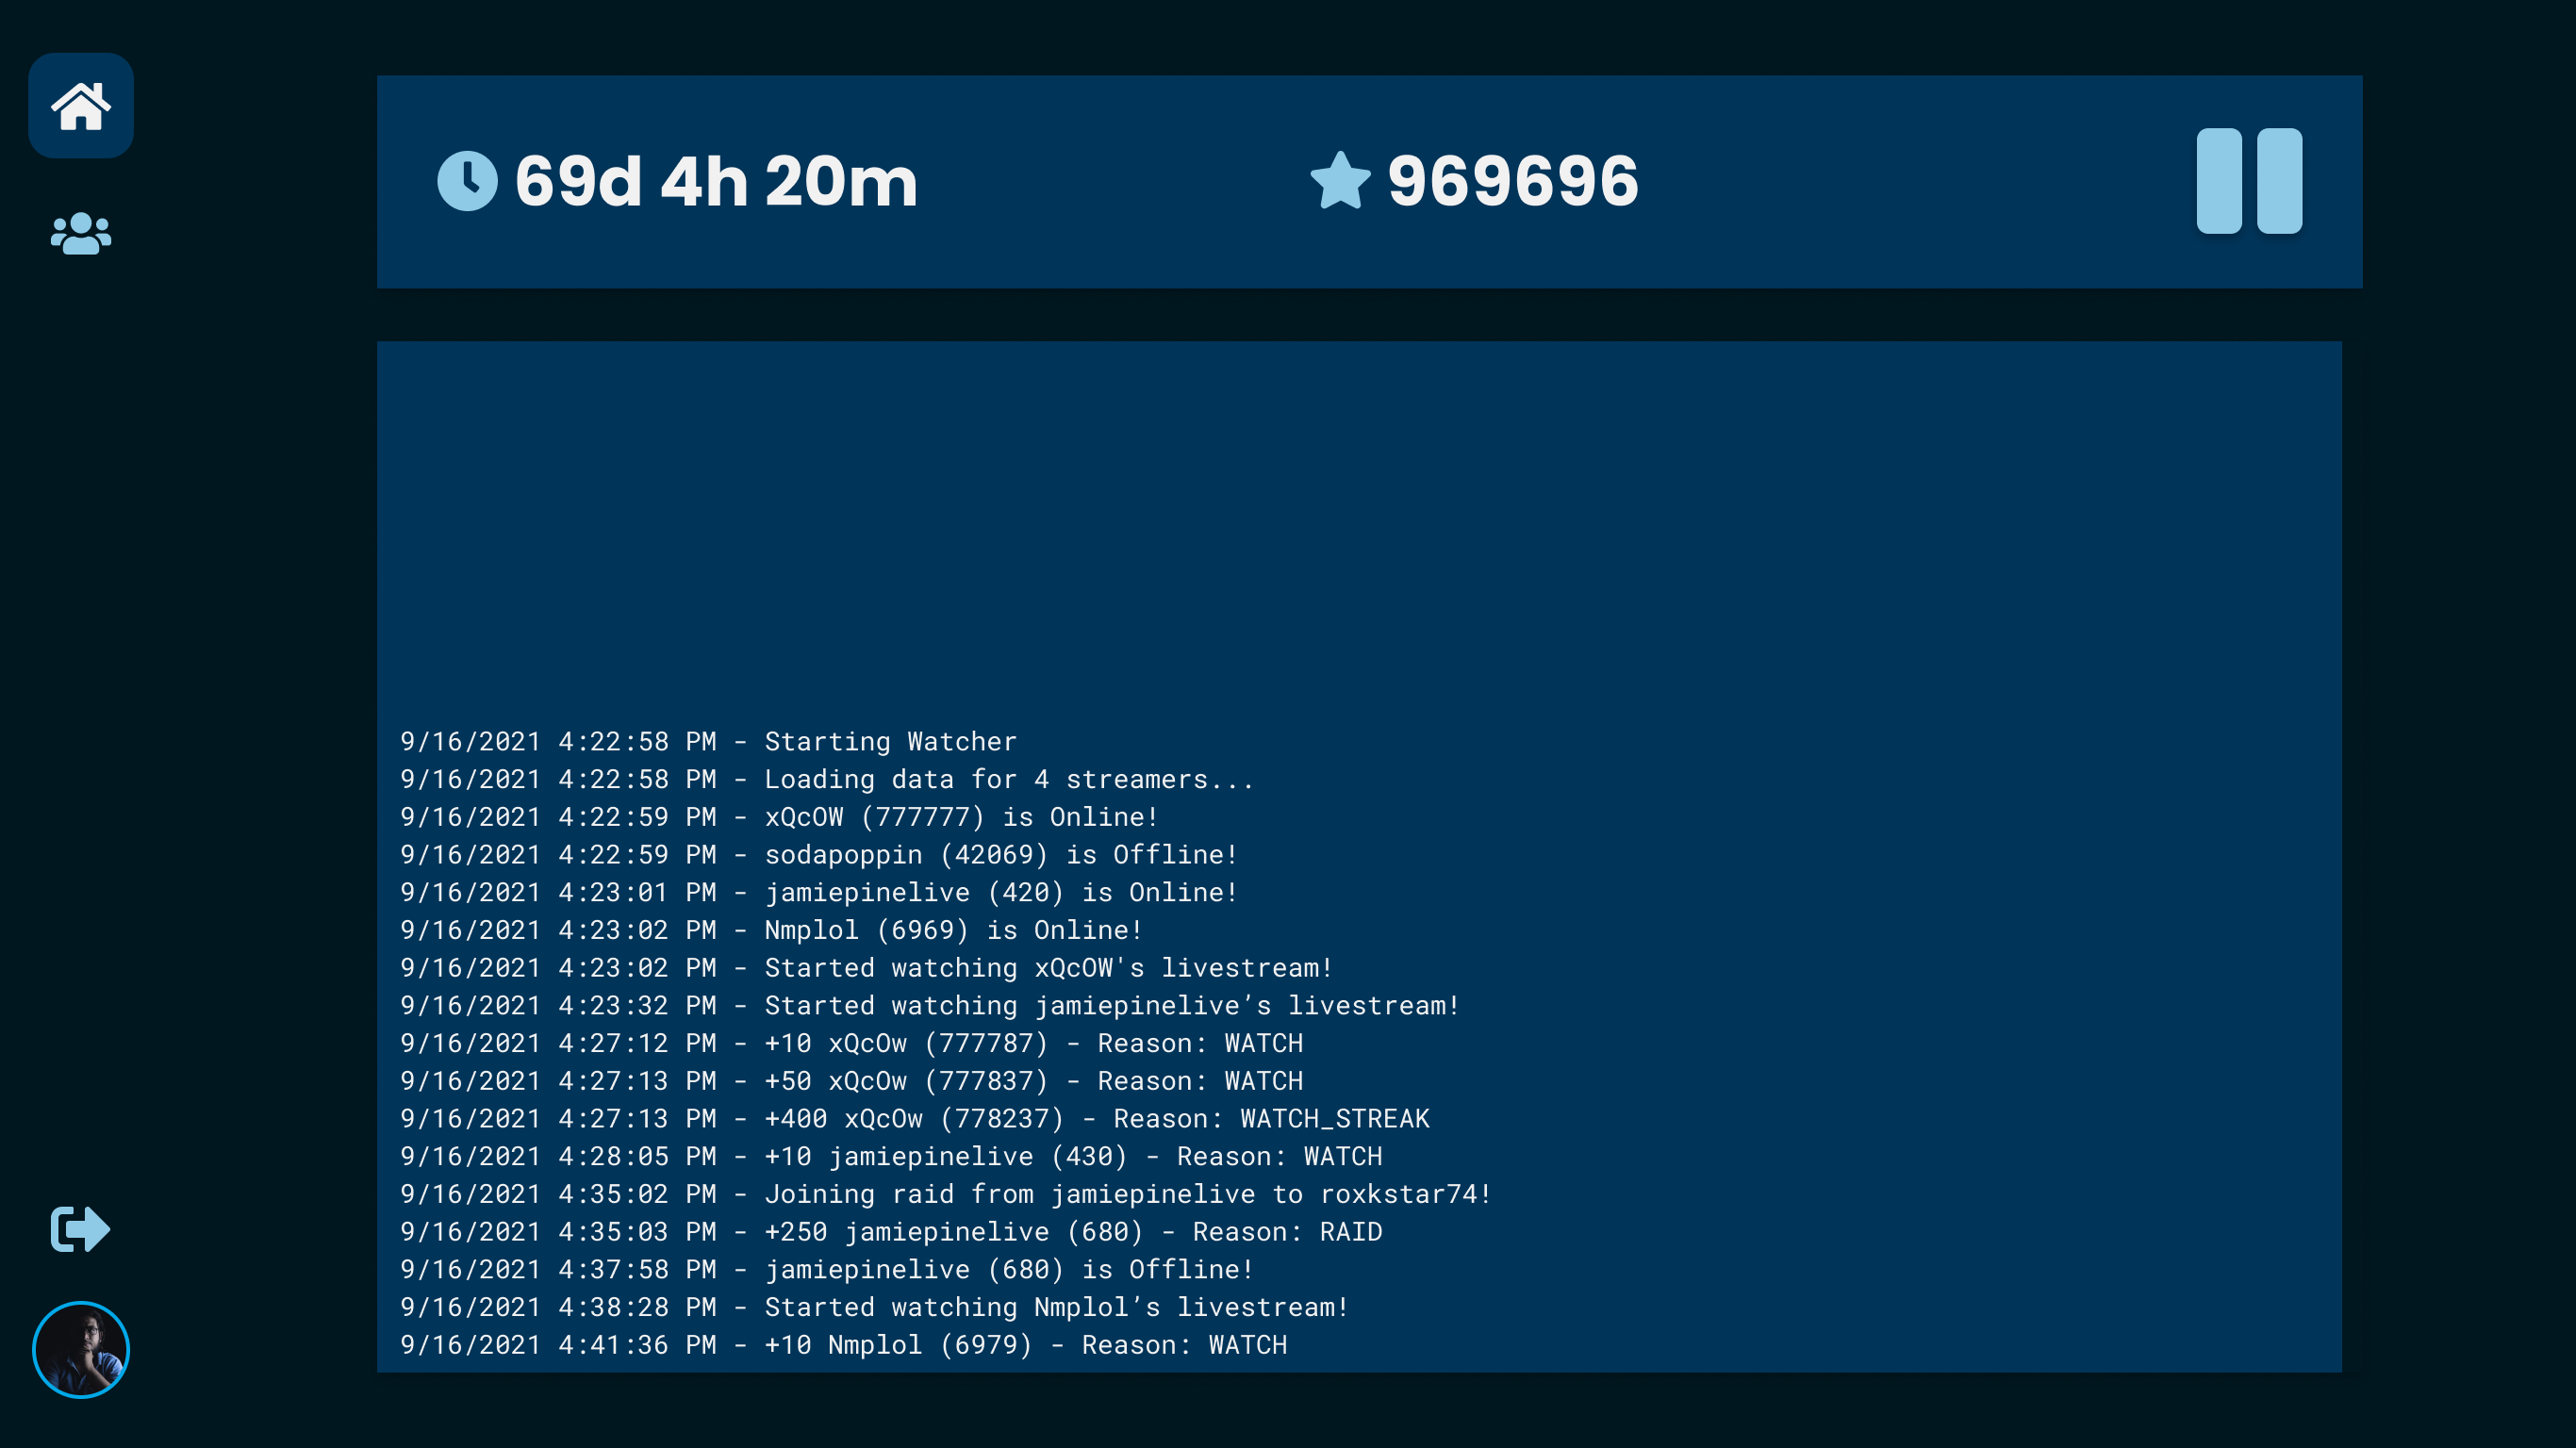 69d 4h 20m
969696
9/16/2021 4:22:58 PM - Starting Watcher
9/16/2021 4:22:58 PM - Loading data for 4 streamers...
9/16/2021 4:22:59 PM - xQcOW (777777) is Online!
9/16/2021 4:22:59 PM - sodapoppin (42069) is Offline!
9/16/2021 4:23:01 PM - jamiepinelive (420) is Online!
9/16/2021 4:23:02 PM - Nmplol (6969) is Online!
9/16/2021 4:23:02 PM - Started watching xQcOW's livestream!
9/16/2021 4:23:32 PM - Started watching jamiepinelive’s livestream!
9/16/2021 4:27:12 PM - +10 xQcOw (777787) - Reason: WATCH
9/16/2021 4:27:13 PM - +50 xQcOw (777837) - Reason: WATCH
9/16/2021 4:27:13 PM - +400 xQcOw (778237) - Reason: WATCH_STREAK
9/16/2021 4:28:05 PM - +10 jamiepinelive (430) - Reason: WATCH
9/16/2021 4:35:02 PM - Joining raid from jamiepinelive to roxkstar74!
9/16/2021 4:35:03 PM - +250 jamiepinelive (680) - Reason: RAID
9/16/2021 4:37:58 PM - jamiepinelive (680) is Offline!
9/16/2021 4:38:28 PM - Started watching Nmplol’s livestream!
9/16/2021 4:41:36 PM - +10 Nmplol (6979) - Reason: WATCH